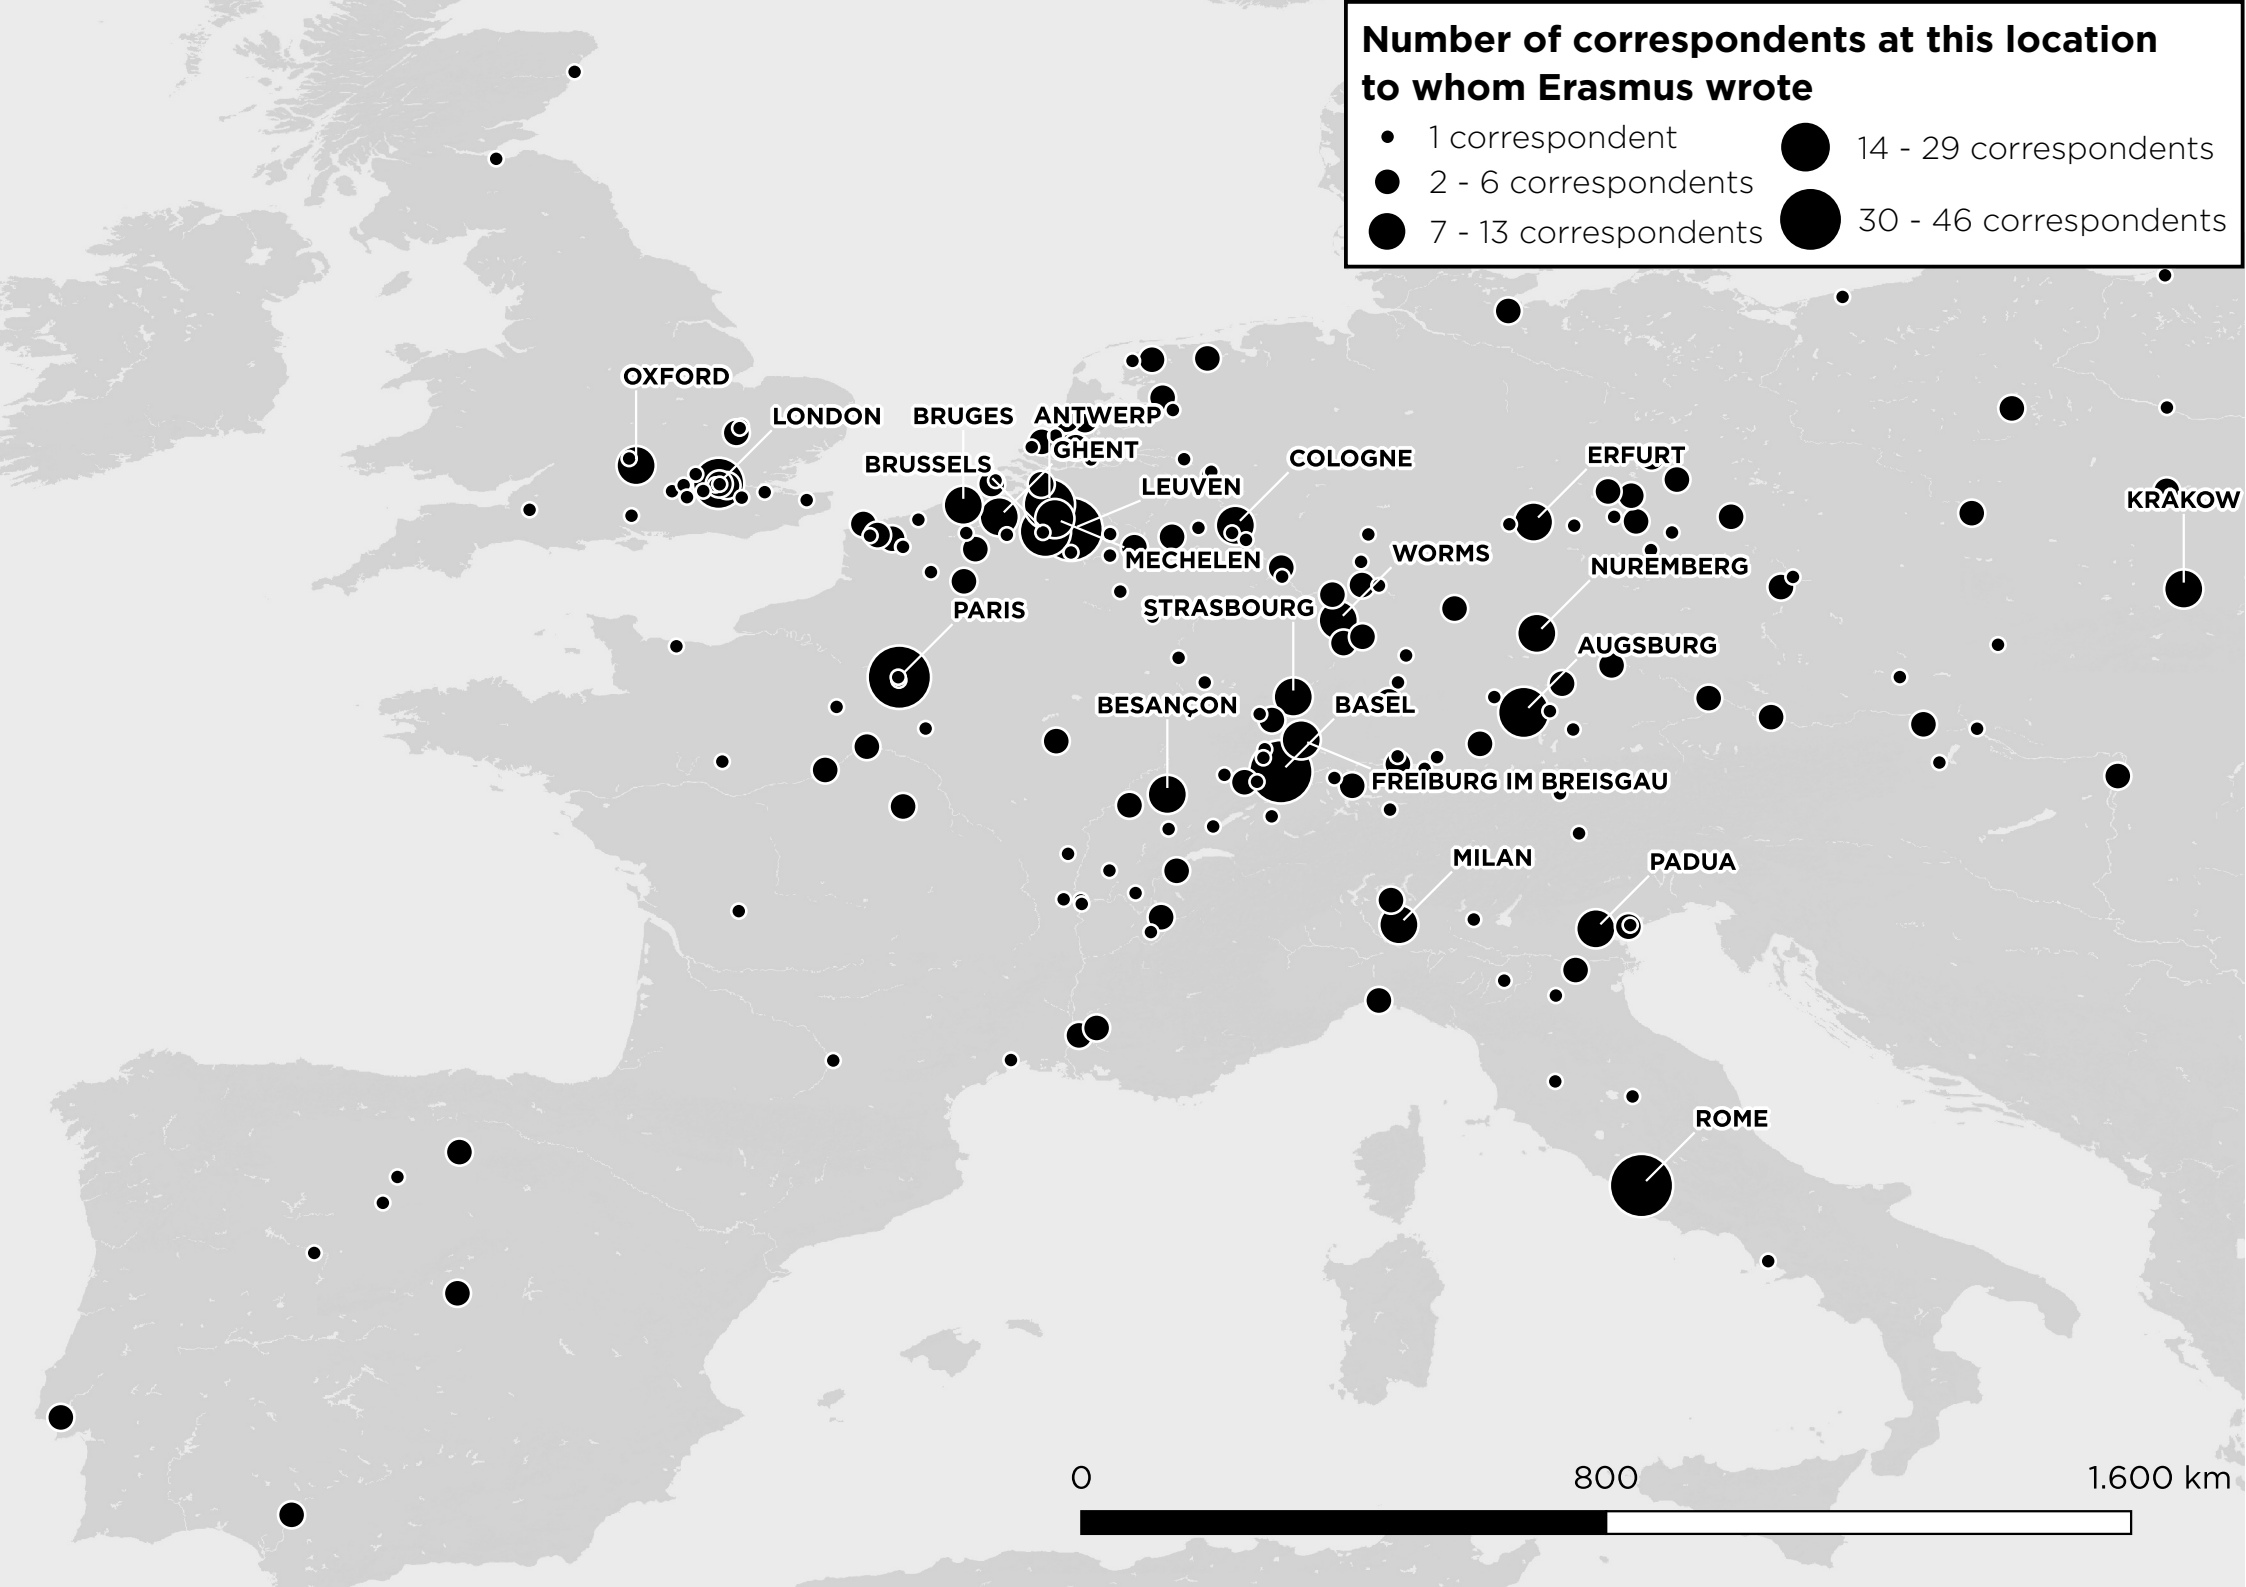 Number of correspondents at this location
to whom Erasmus wrote
1 correspondent
2 - 6 correspondents
7 - 13 correspondents
14 - 29 correspondents
30 - 46 correspondents
OXFORD
LONDON
BRUGES
ANTWERP
GHENT
BRUSSELS
COLOGNE
ERFURT
LEUVEN
KRAKOW
MECHELEN
WORMS
NUREMBERG
PARIS
STRASBOURG
AUGSBURG
BESANÇON
BASEL
FREIBURG IM BREISGAU
MILAN
PADUA
ROME
0
800
1.600 km